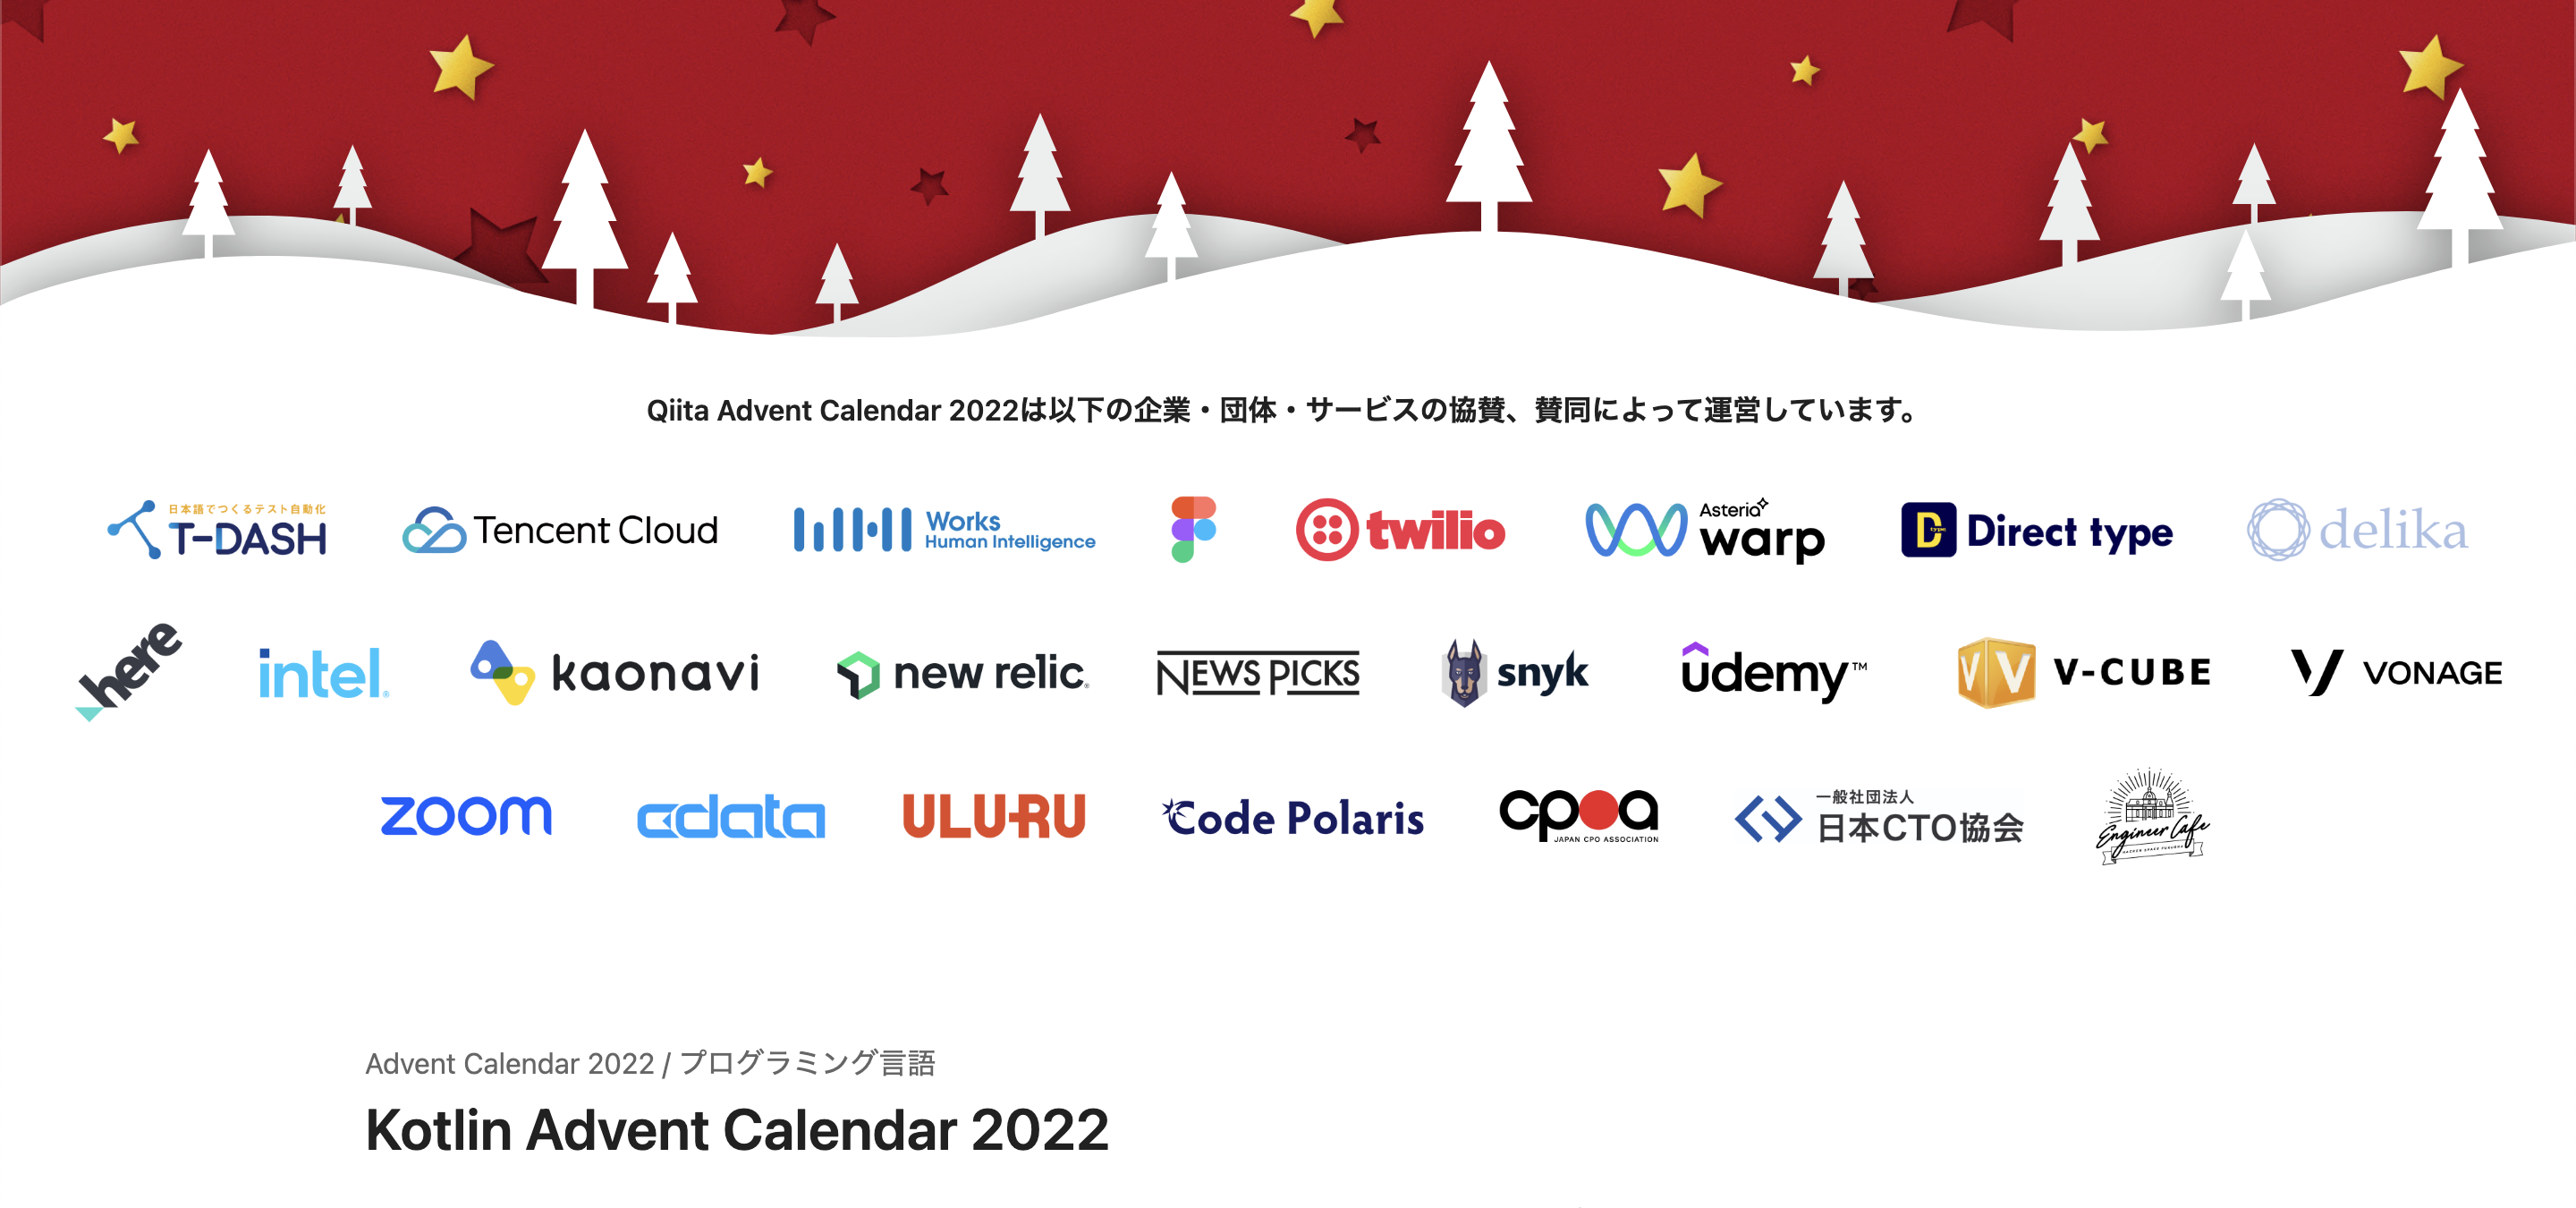 Qiita Advent Calendar 2022は以下の企業・団体・サービスの協賛、賛同によって運営しています。
日本語でつくるテスト自動化
T-DASH
Tencent Cloud
Works
Human Intelligence
twilio
Asteria
warp
D type
Direct type
delika
here
intel®
kaonavi
new relic®
NEWS PICKS
snyk
udemy™
V V
V-CUBE
VONAGE
zoom
cdata
ULURU
Code Polaris
cpoa
JAPAN CPO ASSOCIATION
一般社団法人
日本CTO協会
Engineer Cafe
Advent Calendar 2022 / プログラミング言語
Kotlin Advent Calendar 2022